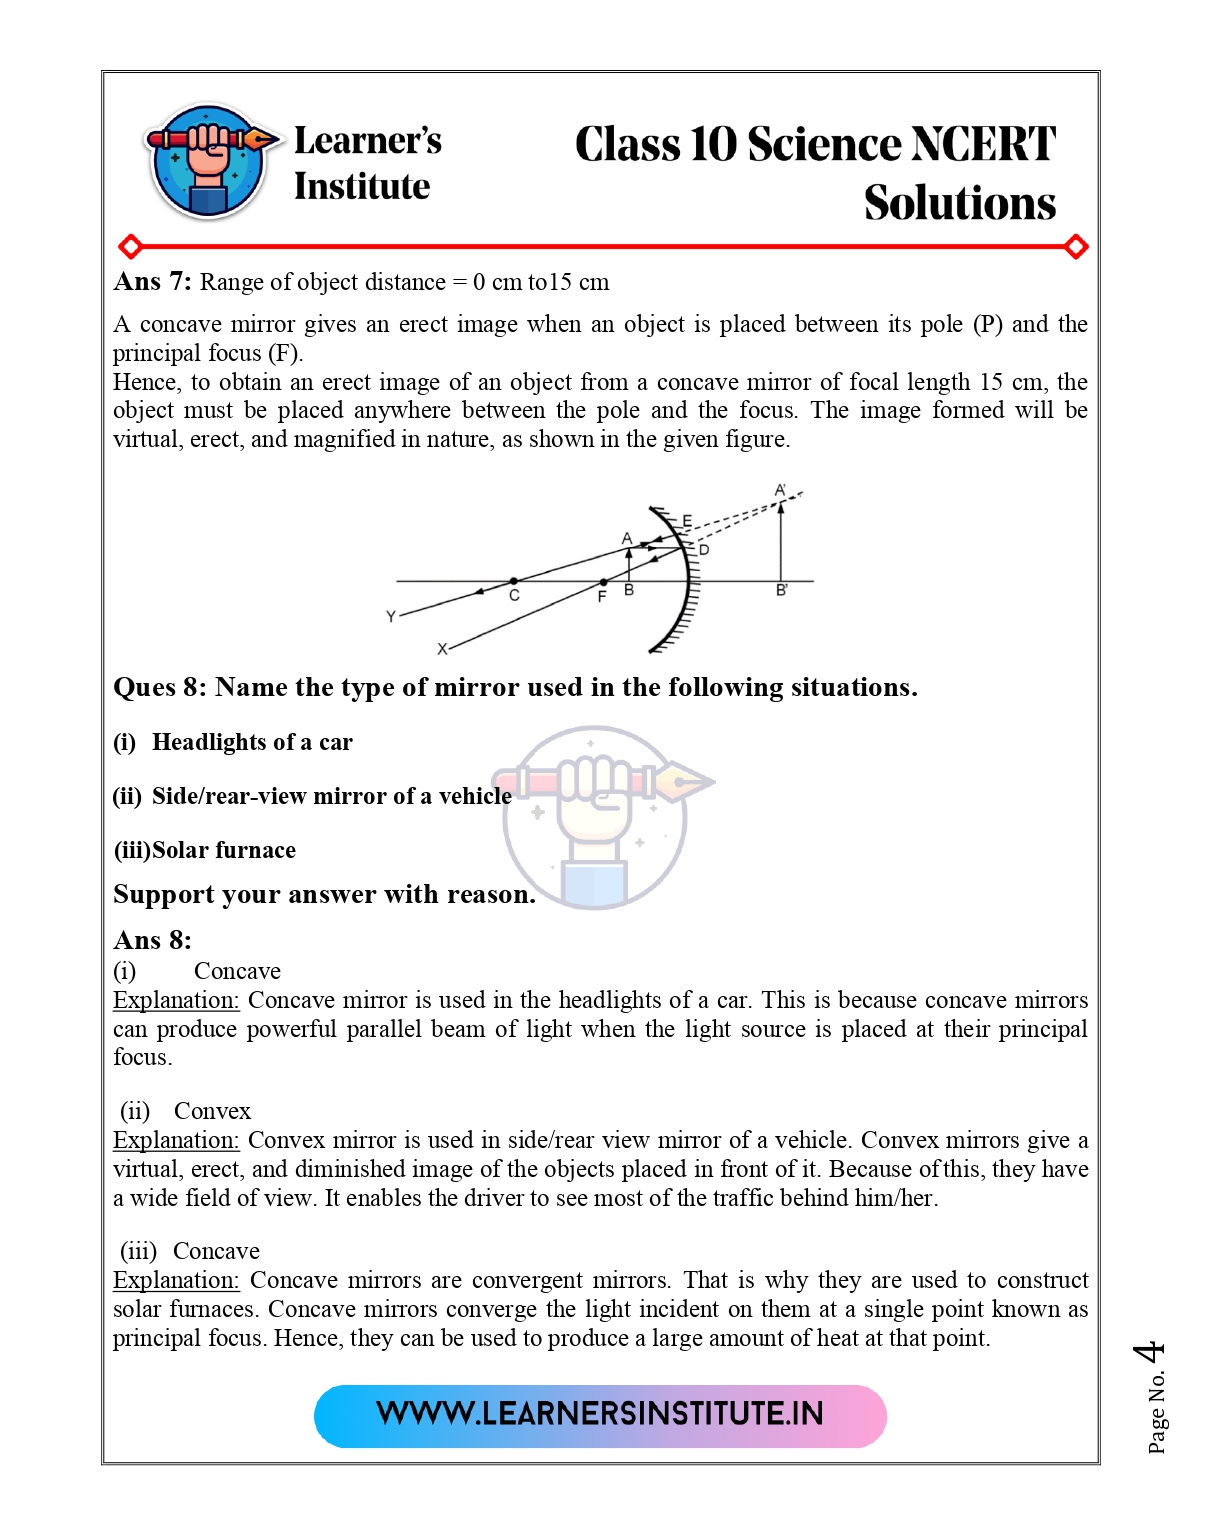 Learner's
Institute
Class 10 Science NCERT
Solutions
Ans 7: Range of object distance = 0 cm to15 cm
A concave mirror gives an erect image when an object is placed between its pole (P) and the
principal focus (F).
Hence, to obtain an erect image of an object from a concave mirror of focal length 15 cm, the
object must be placed anywhere between the pole and the focus. The image formed will be
virtual, erect, and magnified in nature, as shown in the given figure.
A'
E
A
D
C
F
B
B'
Y
X
Ques 8: Name the type of mirror used in the following situations.
(i) Headlights of a car
(ii) Side/rear-view mirror of a vehicle
(iii)Solar furnace
Support your answer with reason.
Ans 8:
(i) Concave
Explanation: Concave mirror is used in the headlights of a car. This is because concave mirrors
can produce powerful parallel beam of light when the light source is placed at their principal
focus.
(ii) Convex
Explanation: Convex mirror is used in side/rear view mirror of a vehicle. Convex mirrors give a
virtual, erect, and diminished image of the objects placed in front of it. Because of this, they have
a wide field of view. It enables the driver to see most of the traffic behind him/her.
(iii) Concave
Explanation: Concave mirrors are convergent mirrors. That is why they are used to construct
solar furnaces. Concave mirrors converge the light incident on them at a single point known as
principal focus. Hence, they can be used to produce a large amount of heat at that point.
WWW.LEARNERSINSTITUTE.IN
Page No. 4